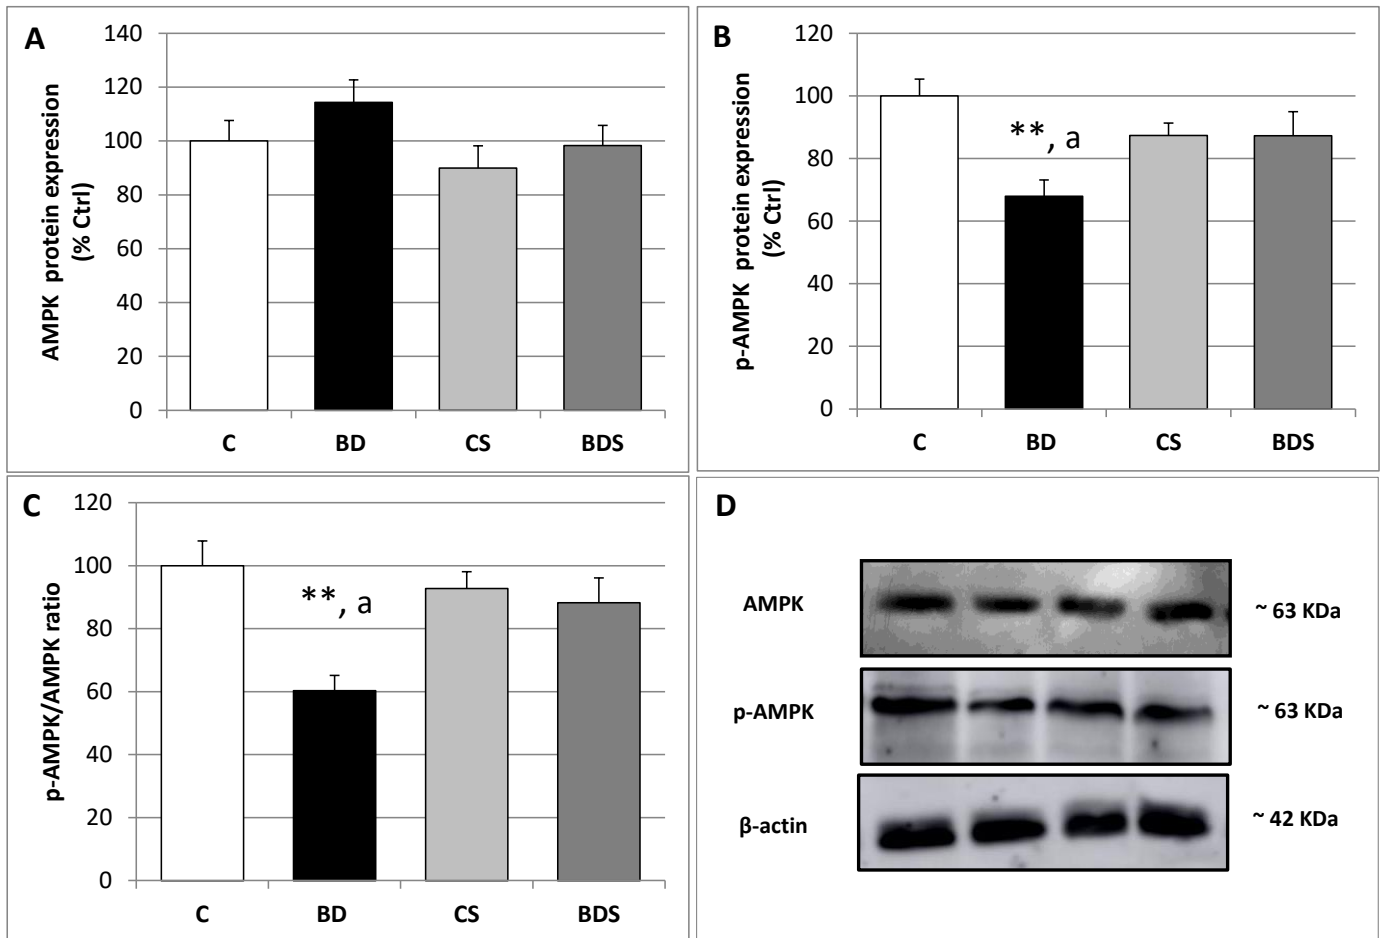 A
AMPK protein expression
(% Ctrl)
140
120
100
80
60
40
20
0
C
BD
CS
BDS
B
p-AMPK protein expression
(% Ctrl)
120
100
80
60
40
20
0
**, a
C
BD
CS
BDS
C
p-AMPK/AMPK ratio
120
100
80
60
40
20
0
**, a
C
BD
CS
BDS
D
AMPK
~ 63 KDa
p-AMPK
~ 63 KDa
β-actin
~ 42 KDa